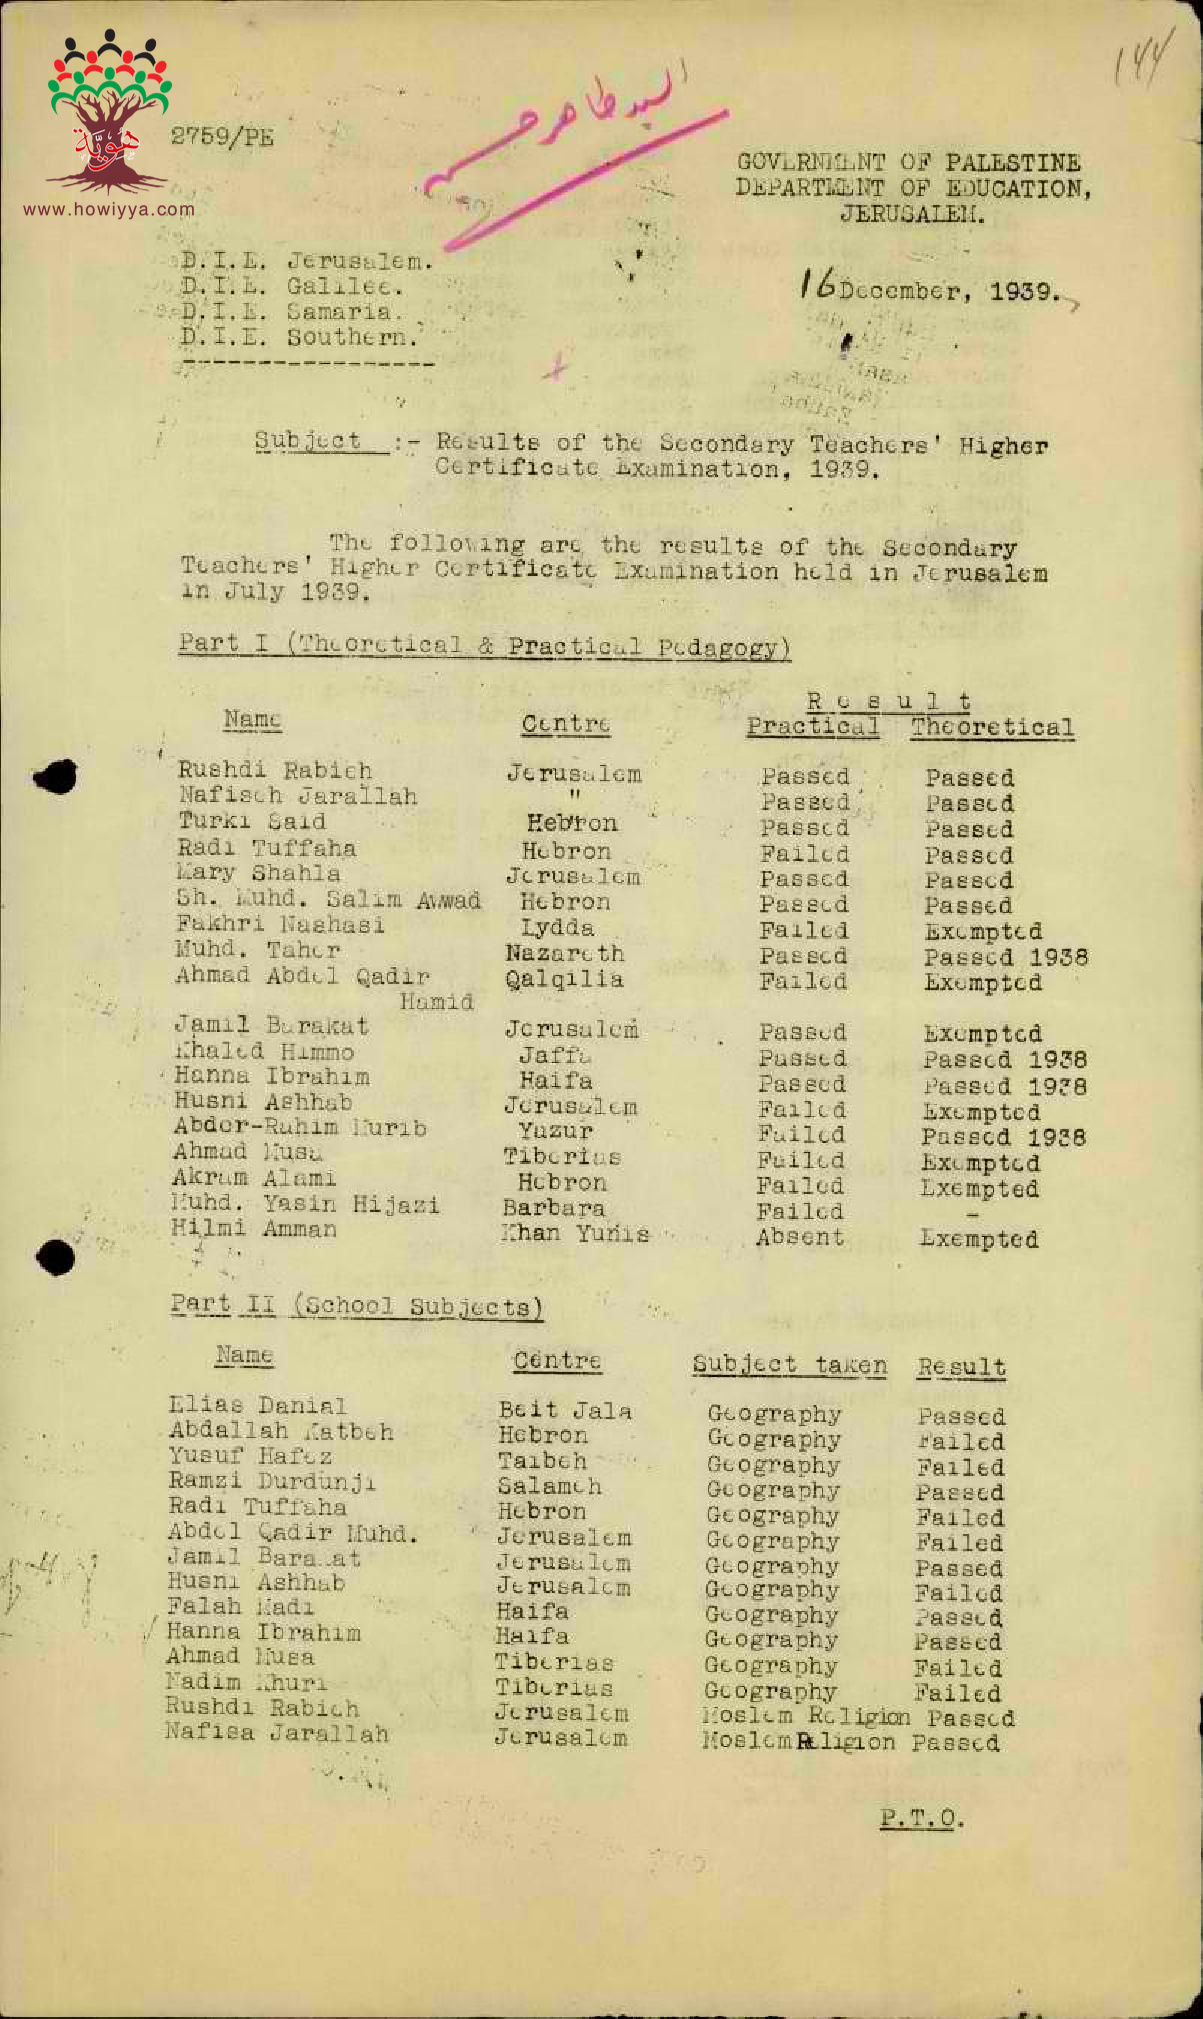 144
هوية
www.howiyya.com
2759/PE
السيد طاهر
GOVERNMENT OF PALESTINE
DEPARTMENT OF EDUCATION,
JERUSALEM.
D.I.E. Jerusalem.
D.I.E. Galilee.
D.I.E. Samaria.
D.I.E. Southern.
16 December, 1939.
Subject :- Results of the Secondary Teachers' Higher
Certificate Examination, 1939.
The following are the results of the Secondary
Teachers' Higher Certificate Examination held in Jerusalem
in July 1939.
Part I (Theoretical & Practical Pedagogy)
Result
Name Centre Practical Theoretical
Rushdi Rabieh Jerusalem Passed Passed
Nafiseh Jarallah " Passed Passed
Turki Said Hebron Passed Passed
Radi Tuffaha Hebron Failed Passed
Mary Shahla Jerusalem Passed Passed
Sh. Muhd. Salim Awwad Hebron Passed Passed
Fakhri Nashasi Lydda Failed Exempted
Muhd. Taher Nazareth Passed Passed 1938
Ahmad Abdel Qadir Qalqilia Failed Exempted
Hamid
Jamil Barakat Jerusalem Passed Exempted
Khaled Himmo Jaffa Passed Passed 1938
Hanna Ibrahim Haifa Passed Passed 1938
Husni Ashhab Jerusalem Failed Exempted
Abder-Rahim Murib Yazur Failed Passed 1938
Ahmad Musa Tiberias Failed Exempted
Akram Alami Hebron Failed Exempted
Muhd. Yasin Hijazi Barbara Failed -
Hilmi Amman Khan Yunis Absent Exempted
Part II (School Subjects)
Name Centre Subject taken Result
Elias Danial Beit Jala Geography Passed
Abdallah Katbeh Hebron Geography Failed
Yusuf Hafez Taibeh Geography Failed
Ramzi Durdunji Salameh Geography Passed
Radi Tuffaha Hebron Geography Failed
Abdel Qadir Muhd. Jerusalem Geography Failed
Jamil Barakat Jerusalem Geography Passed
Husni Ashhab Jerusalem Geography Failed
Falah Madi Haifa Geography Passed
Hanna Ibrahim Haifa Geography Passed
Ahmad Musa Tiberias Geography Failed
Nadim Khuri Tiberias Geography Failed
Rushdi Rabieh Jerusalem Moslem Religion Passed
Nafisa Jarallah Jerusalem Moslem Religion Passed
P.T.O.